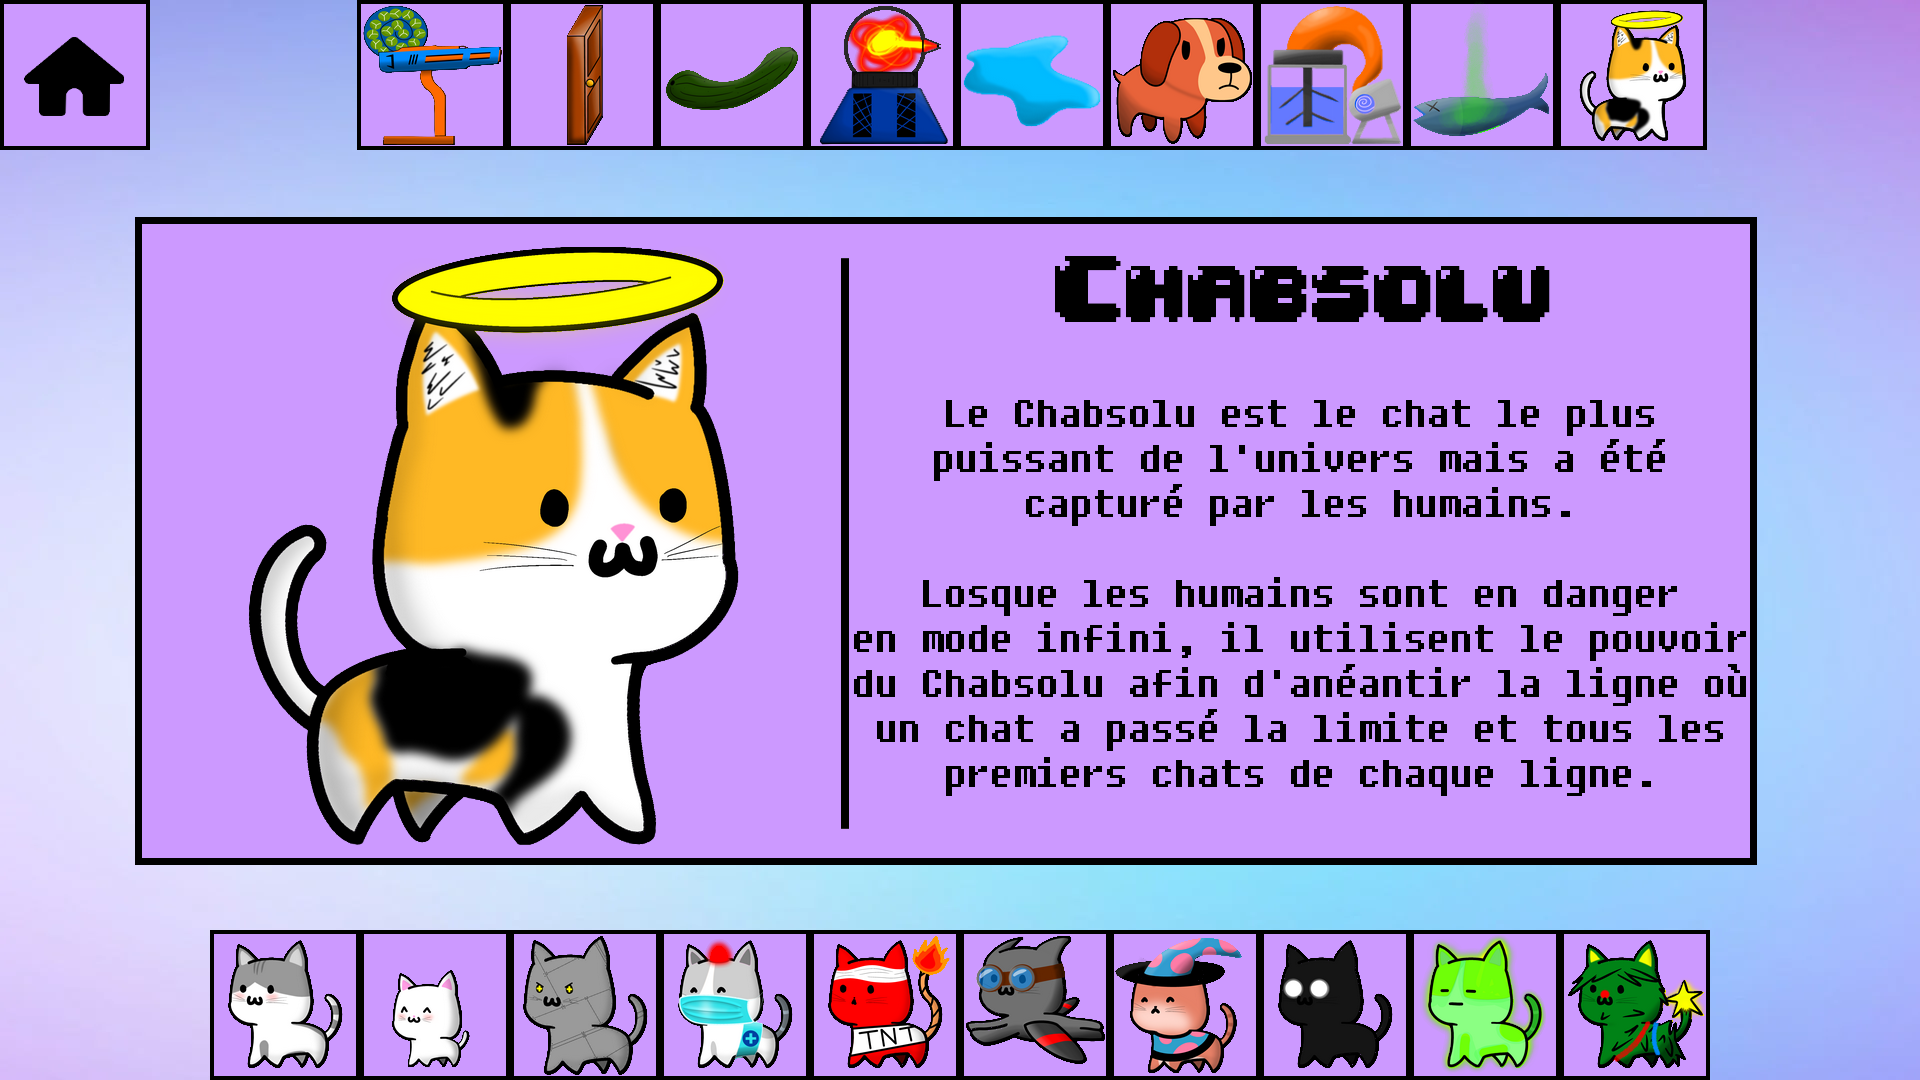 Chabsolu
Le Chabsolu est le chat le plus
puissant de l'univers mais a été
capturé par les humains.
Losque les humains sont en danger
en mode infini, il utilisent le pouvoir
du Chabsolu afin d'anéantir la ligne où
un chat a passé la limite et tous les
premiers chats de chaque ligne.
TNT